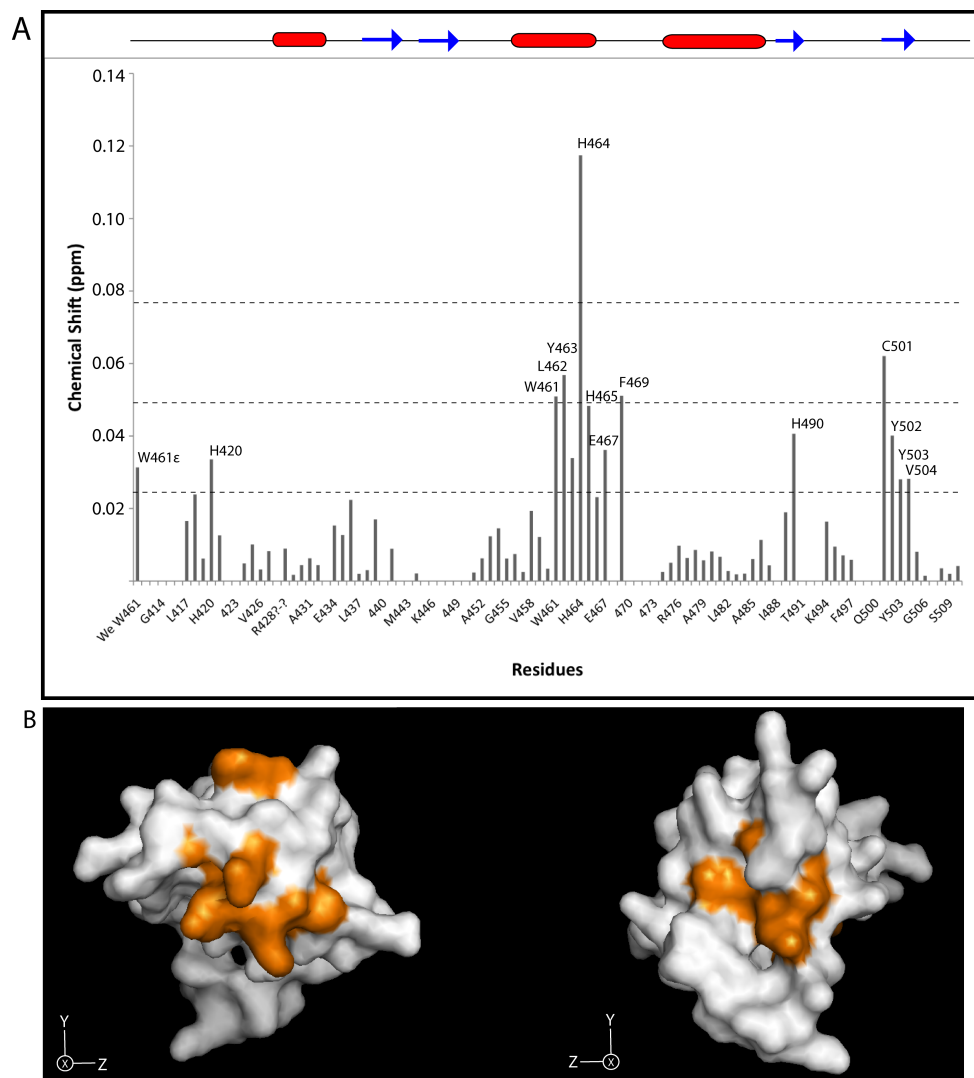 A
0.14
0.12
0.10
0.08
0.06
0.04
0.02
Chemical Shift (ppm)
H464
Y463
L462
W461
H465
F469
E467
C501
Y502
Y503
V504
H490
W461ε
H420
We W461
G414
L417
H420
423
V426
R428?-?
A431
E434
L437
440
M443
K446
449
A452
G455
V458
W461
H464
E467
470
473
R476
A479
L482
A485
I488
T491
K494
F497
Q500
Y503
G506
S509
Residues
B
Y
X
Z
Y
Z
X